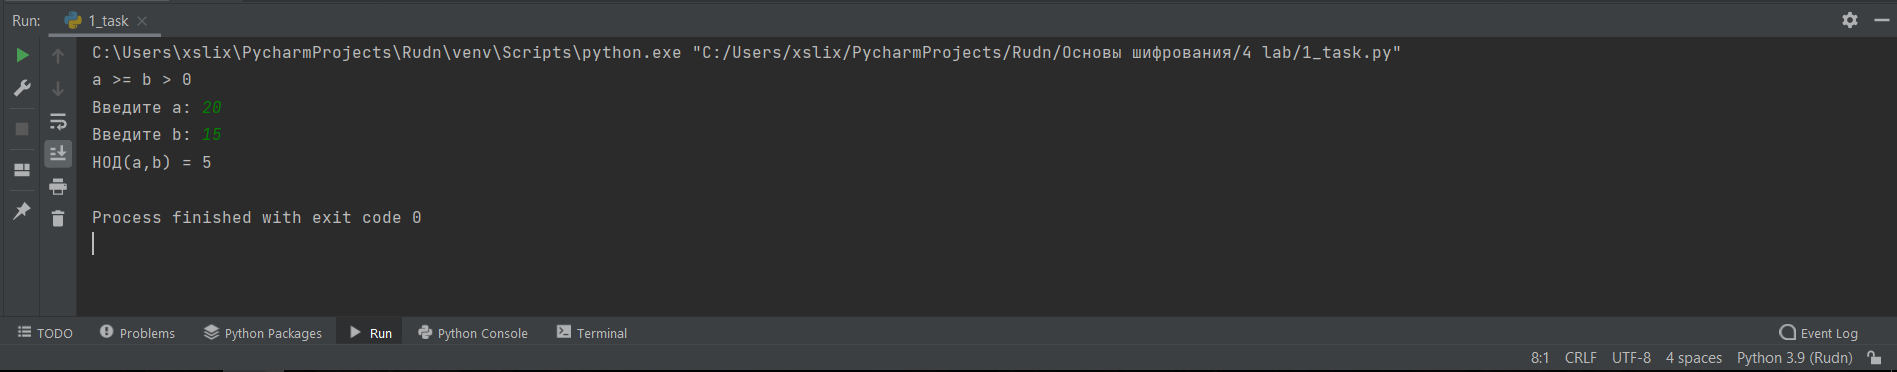 Run: 1_task
C:\Users\xslix\PycharmProjects\Rudn\venv\Scripts\python.exe "C:/Users/xslix/PycharmProjects/Rudn/Основы шифрования/4 lab/1_task.py"
a >= b > 0
Введите a: 20
Введите b: 15
НОД(a,b) = 5
Process finished with exit code 0
TODO Problems Python Packages Run Python Console Terminal Event Log
8:1 CRLF UTF-8 4 spaces Python 3.9 (Rudn)